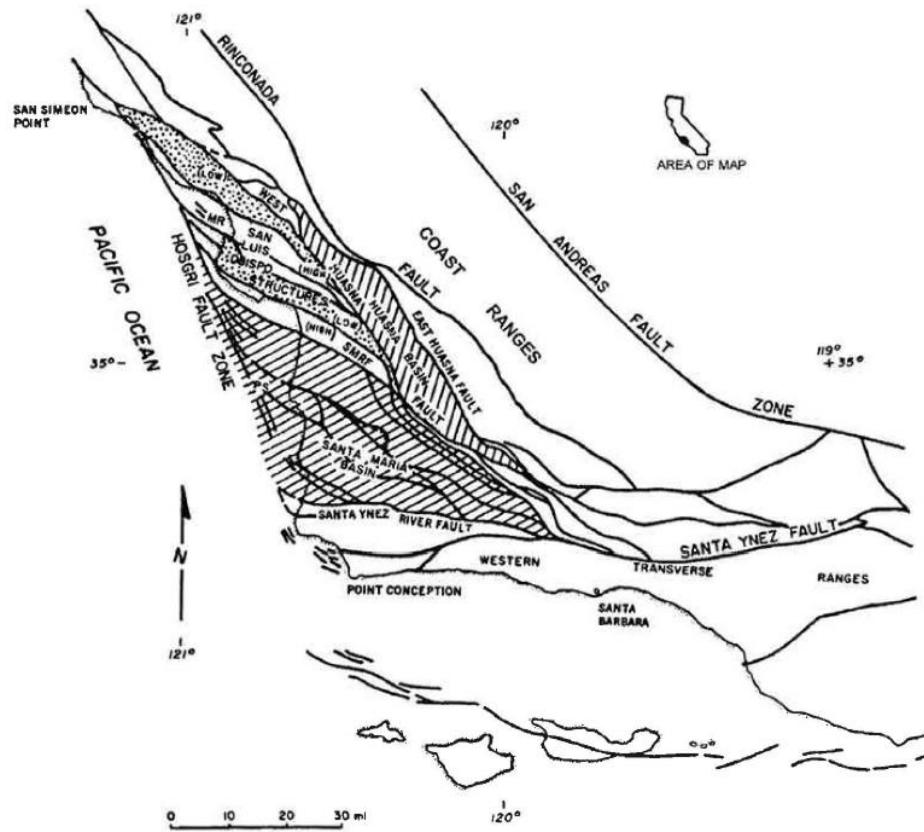 121°
RINCONADA
SAN SIMEON
POINT
120°
AREA OF MAP
SAN
ANDREAS
FAULT
ZONE
(LOW)
WEST
MR
SAN
LUIS
OBISPO
STRUCTURES
(HIGH)
(LOW)
(HIGH)
SMRF
HUASNA
FAULT
HUASNA
BASIN
EAST HUASNA FAULT
COAST
RANGES
FAULT
PACIFIC OCEAN
HOSGRI FAULT ZONE
35°
119°
+ 35°
SANTA MARIA
BASIN
SANTA YNEZ
RIVER FAULT
SANTA YNEZ FAULT
WESTERN
TRANSVERSE
RANGES
POINT CONCEPTION
SANTA
BARBARA
N
121°
120°
0 10 20 30 mi